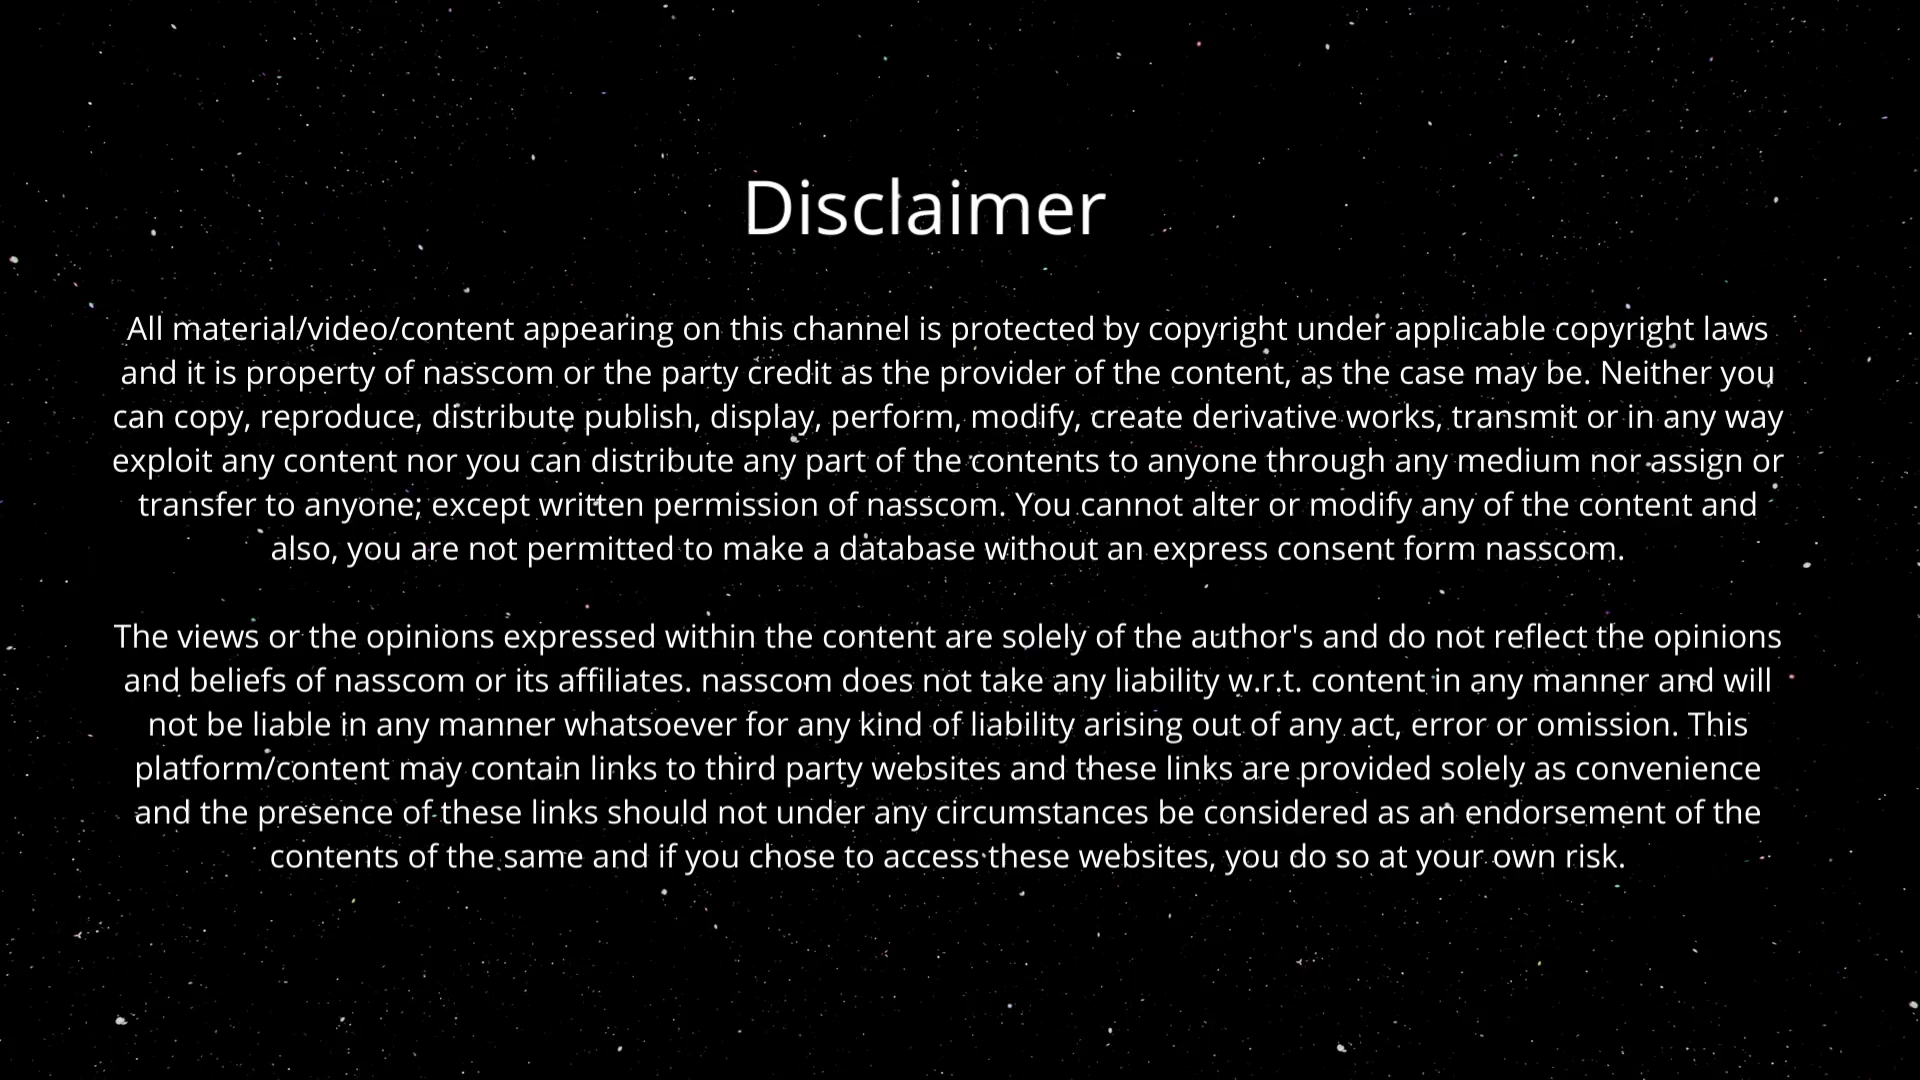 Disclaimer
All material/video/content appearing on this channel is protected by copyright under applicable copyright laws
and it is property of nasscom or the party credit as the provider of the content, as the case may be. Neither you
can copy, reproduce, distribute publish, display, perform, modify, create derivative works, transmit or in any way
exploit any content nor you can distribute any part of the contents to anyone through any medium nor assign or
transfer to anyone; except written permission of nasscom. You cannot alter or modify any of the content and
also, you are not permitted to make a database without an express consent form nasscom.
The views or the opinions expressed within the content are solely of the author's and do not reflect the opinions
and beliefs of nasscom or its affiliates. nasscom does not take any liability w.r.t. content in any manner and will
not be liable in any manner whatsoever for any kind of liability arising out of any act, error or omission. This
platform/content may contain links to third party websites and these links are provided solely as convenience
and the presence of these links should not under any circumstances be considered as an endorsement of the
contents of the same and if you chose to access these websites, you do so at your own risk.